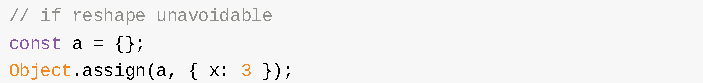 // if reshape unavoidable
const a = {};
Object.assign(a, { x: 3 });